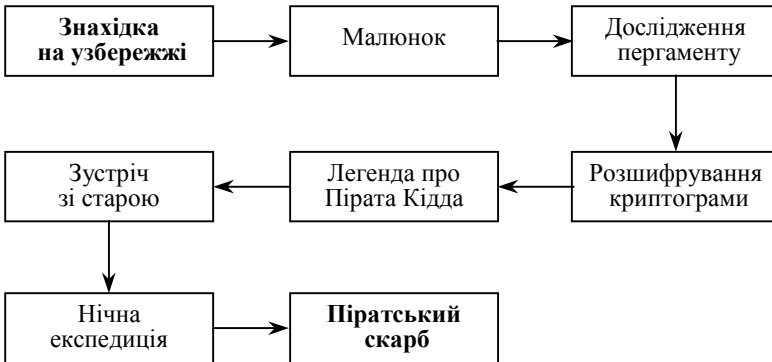 Знахідка
на узбережжі
Малюнок
Дослідження
пергаменту
Розшифрування
криптограми
Легенда про
Пірата Кідда
Зустріч
зі старою
Нічна
експедиція
Піратський
скарб